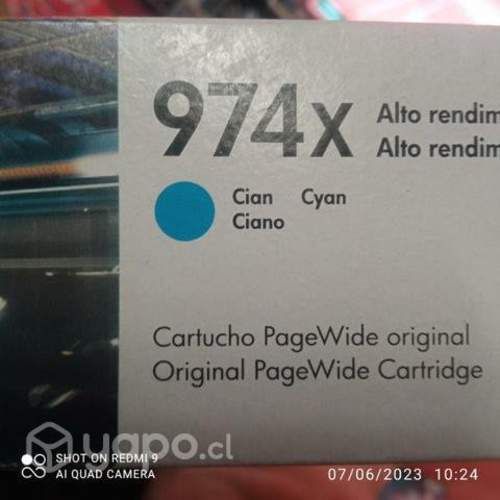 974x
Alto rendim
Alto rendim
Cian Cyan
Ciano
Cartucho PageWide original
Original PageWide Cartridge
yapo.cl
SHOT ON REDMI 9
AI QUAD CAMERA
07/06/2023 10:24